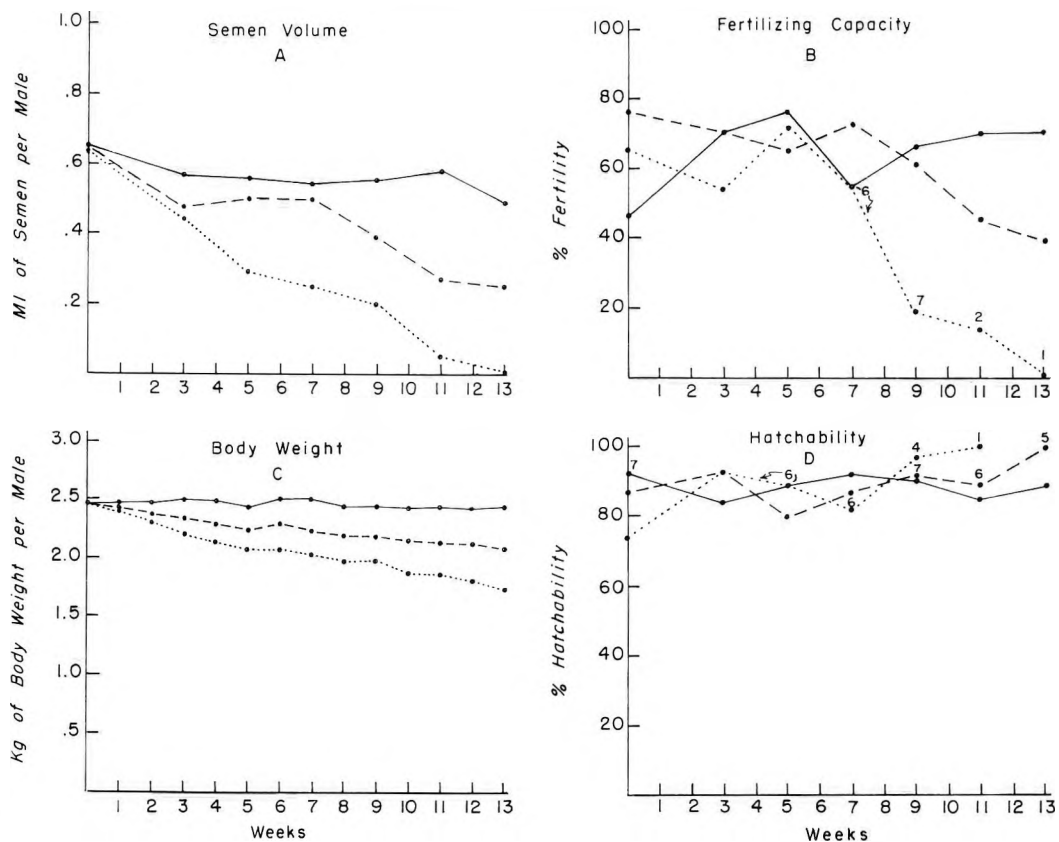 Semen Volume
A
Ml of Semen per Male
1.0
.8
.6
.4
.2
1 2 3 4 5 6 7 8 9 10 11 12 13
Fertilizing Capacity
B
% Fertility
100
80
60
40
20
6
7
2
1
1 2 3 4 5 6 7 8 9 10 11 12 13
Body Weight
C
Kg of Body Weight per Male
3.0
2.5
2.0
1.5
1.0
.5
1 2 3 4 5 6 7 8 9 10 11 12 13
Weeks
Hatchability
D
% Hatchability
100
80
60
40
20
7
6
6
4
7
1
6
5
1 2 3 4 5 6 7 8 9 10 11 12 13
Weeks